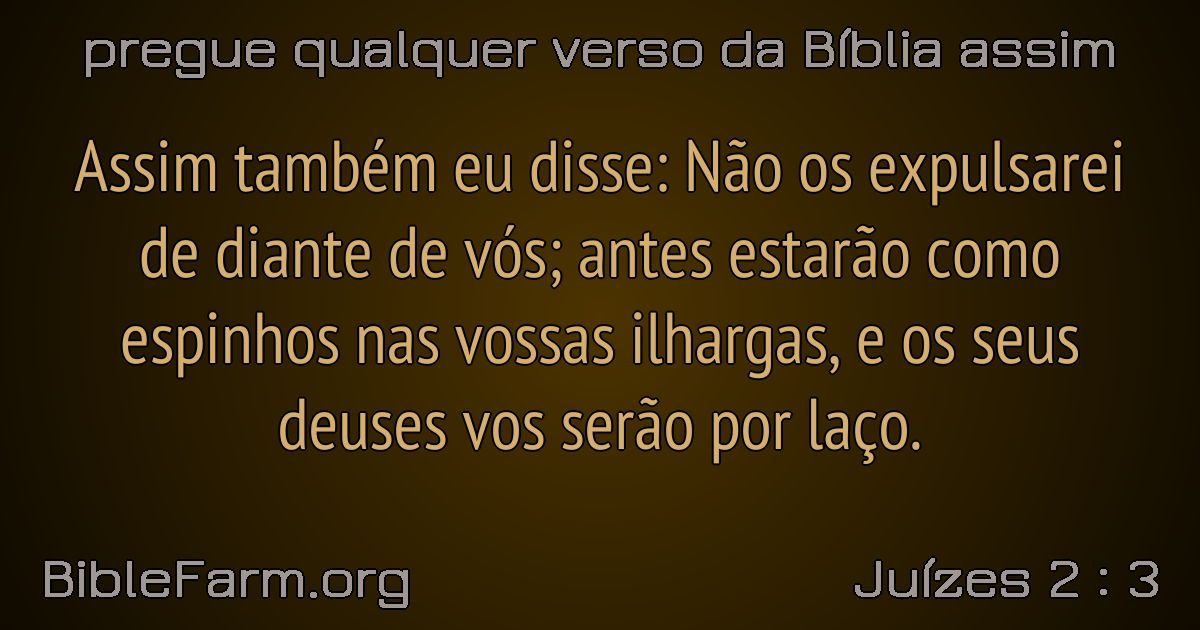 pregue qualquer verso da Bíblia assim
Assim também eu disse: Não os expulsarei
de diante de vós; antes estarão como
espinhos nas vossas ilhargas, e os seus
deuses vos serão por laço.
BibleFarm.org
Juízes 2 : 3